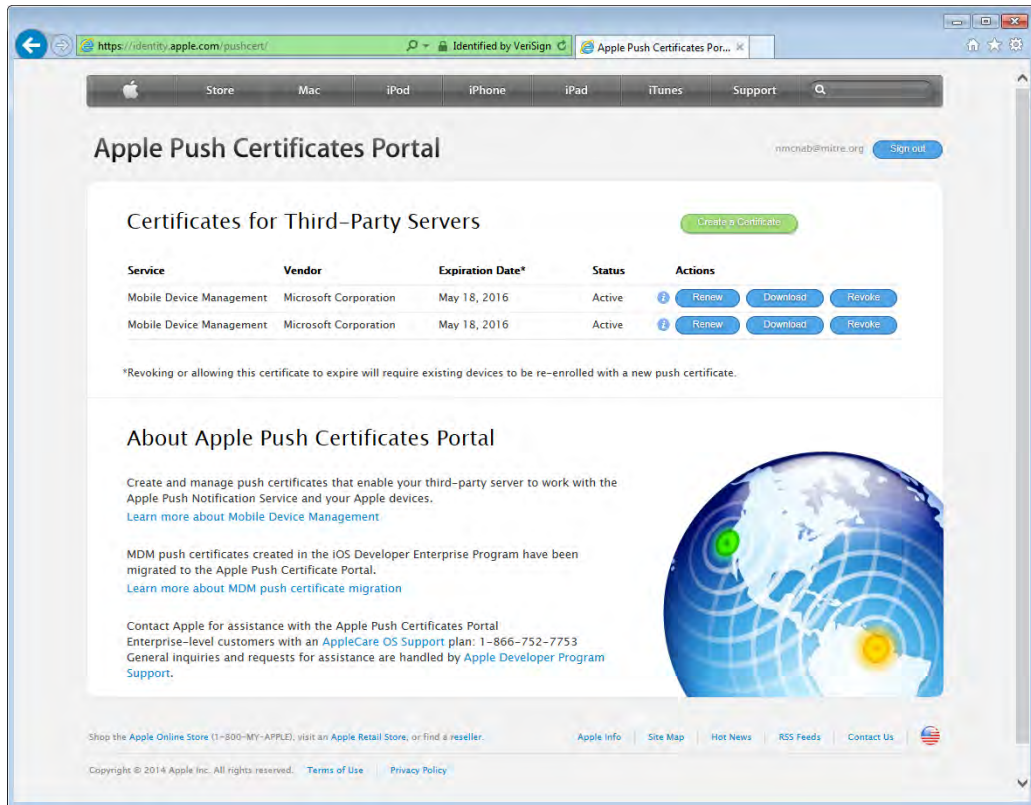 https://identity.apple.com/pushcert/ Identified by VeriSign Apple Push Certificates Por...
Store Mac iPod iPhone iPad iTunes Support
Apple Push Certificates Portal
nmcnab@mitre.org Sign out
Certificates for Third-Party Servers
Create a Certificate
Service Vendor Expiration Date* Status Actions
Mobile Device Management Microsoft Corporation May 18, 2016 Active i Renew Download Revoke
Mobile Device Management Microsoft Corporation May 18, 2016 Active i Renew Download Revoke
*Revoking or allowing this certificate to expire will require existing devices to be re-enrolled with a new push certificate.
About Apple Push Certificates Portal
Create and manage push certificates that enable your third-party server to work with the
Apple Push Notification Service and your Apple devices.
Learn more about Mobile Device Management
MDM push certificates created in the iOS Developer Enterprise Program have been
migrated to the Apple Push Certificate Portal.
Learn more about MDM push certificate migration
Contact Apple for assistance with the Apple Push Certificates Portal
Enterprise-level customers with an AppleCare OS Support plan: 1-866-752-7753
General inquiries and requests for assistance are handled by Apple Developer Program
Support.
Shop the Apple Online Store (1-800-MY-APPLE), visit an Apple Retail Store, or find a reseller.
Apple Info Site Map Hot News RSS Feeds Contact Us
Copyright © 2014 Apple Inc. All rights reserved. Terms of Use Privacy Policy